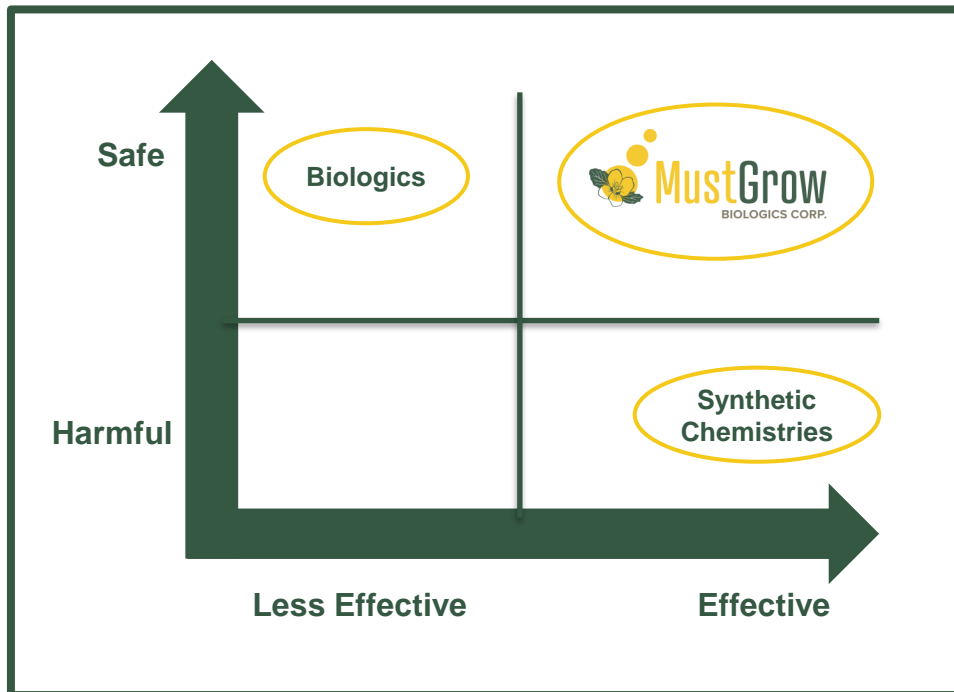 Safe
Biologics
MustGrow
BIOLOGICS CORP.
Harmful
Synthetic
Chemistries
Less Effective
Effective